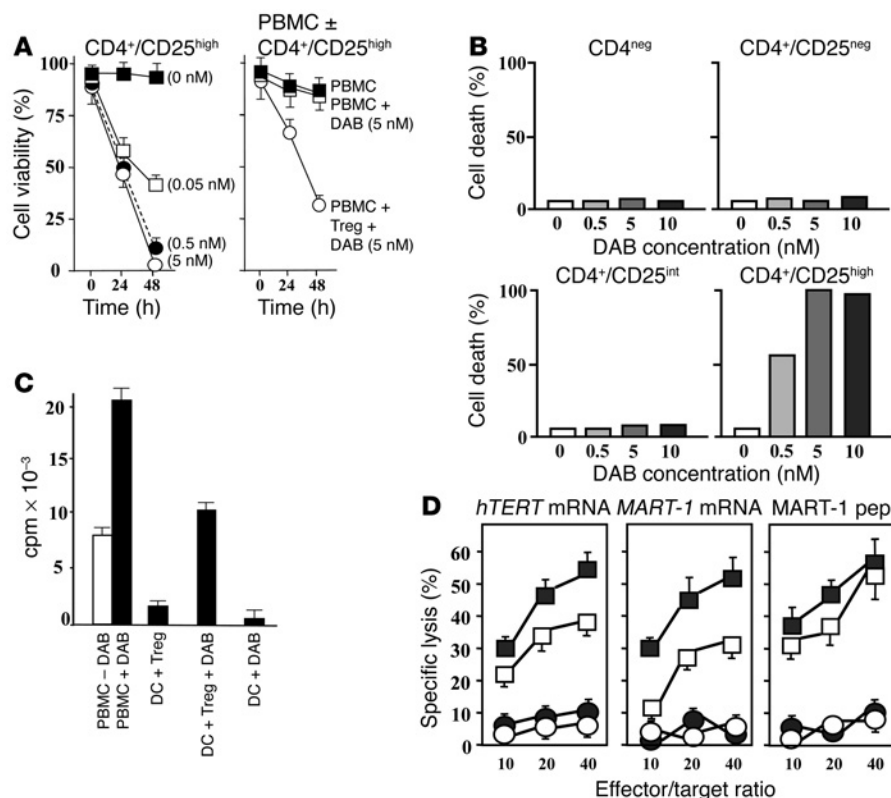 A
CD4+/CD25high
PBMC ±
CD4+/CD25high
Cell viability (%)
100
75
50
25
0
(0 nM)
(0.05 nM)
(0.5 nM)
(5 nM)
PBMC
PBMC +
DAB (5 nM)
PBMC +
Treg +
DAB (5 nM)
0 24 48
Time (h)
0 24 48
Time (h)
B
CD4neg
CD4+/CD25neg
Cell death (%)
100
50
0
0 0.5 5 10
0 0.5 5 10
DAB concentration
(nM)
CD4+/CD25int
CD4+/CD25high
Cell death (%)
100
50
0
0 0.5 5 10
0 0.5 5 10
DAB concentration
(nM)
C
cpm × 10−3
20
15
10
5
0
PBMC – DAB
PBMC + DAB
DC + Treg
DC + Treg + DAB
DC + DAB
D
hTERT mRNA MART-1 mRNA MART-1 pep
Specific lysis (%)
60
50
40
30
20
10
0
10 20 40
10 20 40
10 20 40
Effector/target ratio